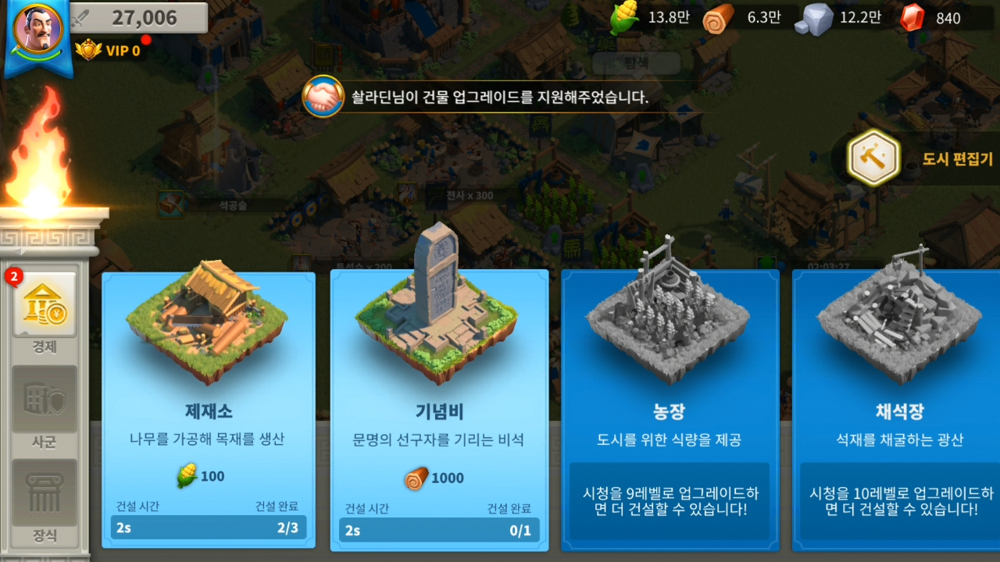 27,006
13.8만
6.3만
12.2만
840
VIP 0
탐색
촬라딘님이 건물 업그레이드를 지원해주었습니다.
도시 편집기
전사 x 300
석공술
투석수 x 200
02:03:27
2
경제
사군
장식
제재소
나무를 가공해 목재를 생산
100
건설 시간
건설 완료
2s
2/3
기념비
문명의 선구자를 기리는 비석
1000
건설 시간
건설 완료
2s
0/1
농장
도시를 위한 식량을 제공
시청을 9레벨로 업그레이드하
면 더 건설할 수 있습니다!
채석장
석재를 채굴하는 광산
시청을 10레벨로 업그레이드하
면 더 건설할 수 있습니다!